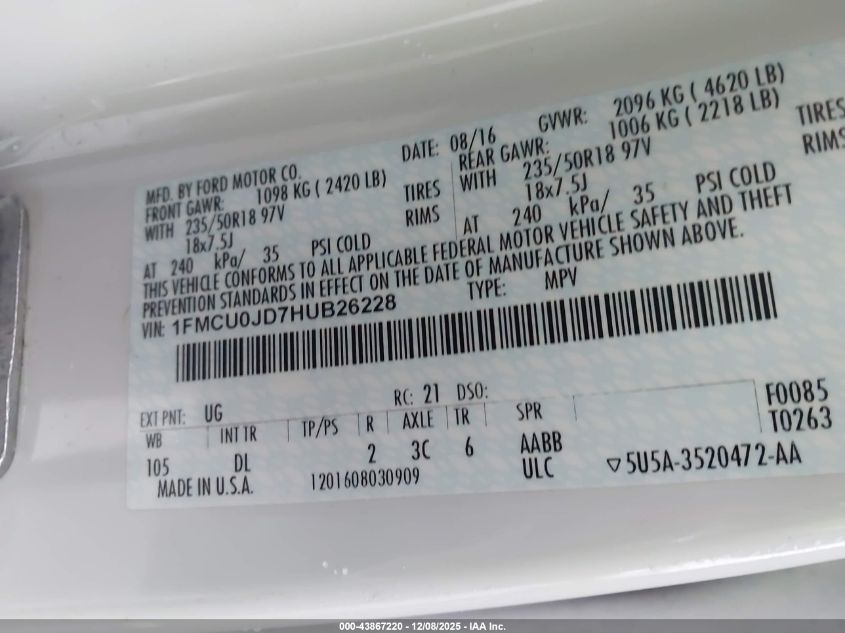 MFD. BY FORD MOTOR CO.
DATE: 08/16
GVWR: 2096 KG ( 4620 LB)
FRONT GAWR: 1098 KG ( 2420 LB)
REAR GAWR: 1006 KG ( 2218 LB)
WITH 235/50R18 97V TIRES
WITH 235/50R18 97V TIRES
18x7.5J RIMS
18x7.5J RIMS
AT 240 kPa/ 35 PSI COLD
AT 240 kPa/ 35 PSI COLD
THIS VEHICLE CONFORMS TO ALL APPLICABLE FEDERAL MOTOR VEHICLE SAFETY AND THEFT
PREVENTION STANDARDS IN EFFECT ON THE DATE OF MANUFACTURE SHOWN ABOVE.
VIN: 1FMCU0JD7HUB26228
TYPE: MPV
EXT PNT: UG RC: 21 DSO:
WB INT TR TP/PS R AXLE TR SPR
105 DL 2 3C 6 AABB
ULC
F0085
T0263
MADE IN U.S.A. 1201608030909
▽5U5A-3520472-AA
000-43867220 - 12/08/2025 - IAA Inc.